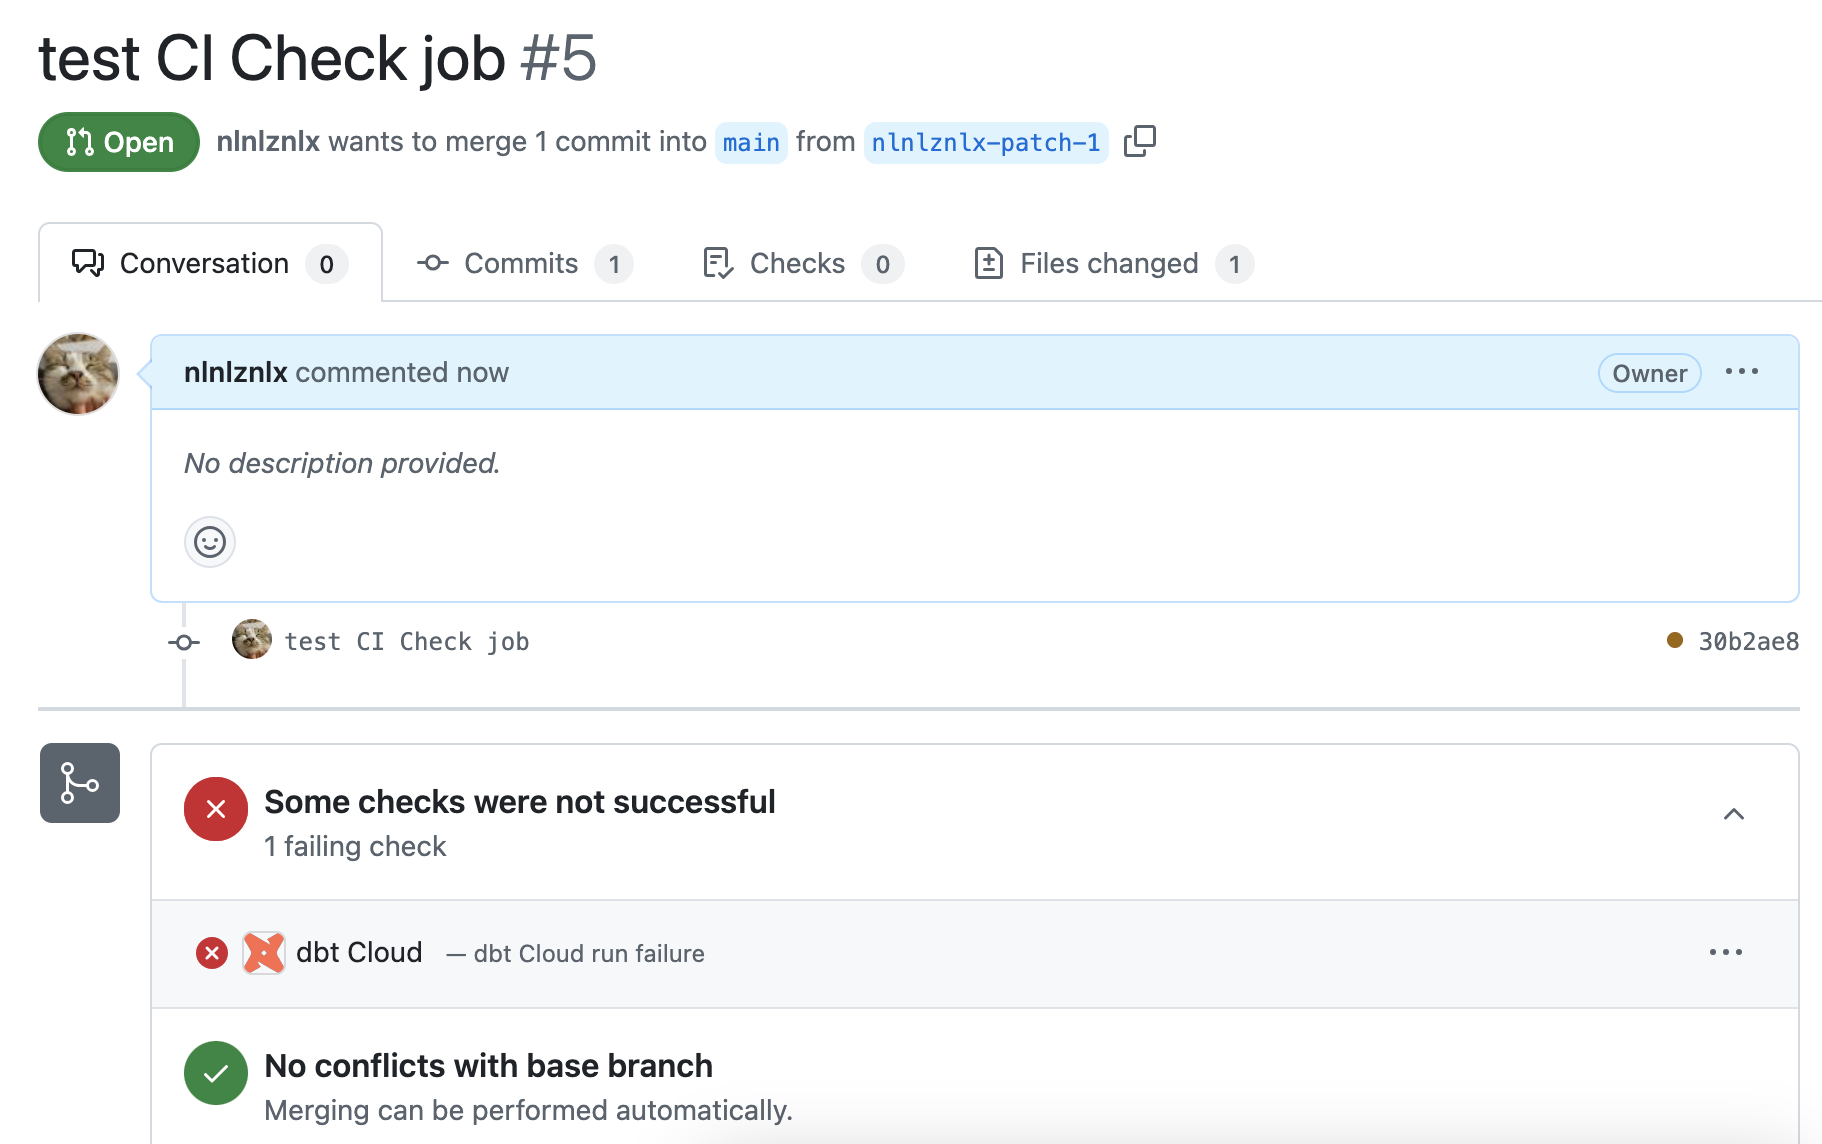 test CI Check job #5
Open nlnlznlx wants to merge 1 commit into main from nlnlznlx-patch-1
Conversation 0 Commits 1 Checks 0 Files changed 1
nlnlznlx commented now Owner
No description provided.
test CI Check job 30b2ae8
Some checks were not successful
1 failing check
dbt Cloud — dbt Cloud run failure
No conflicts with base branch
Merging can be performed automatically.